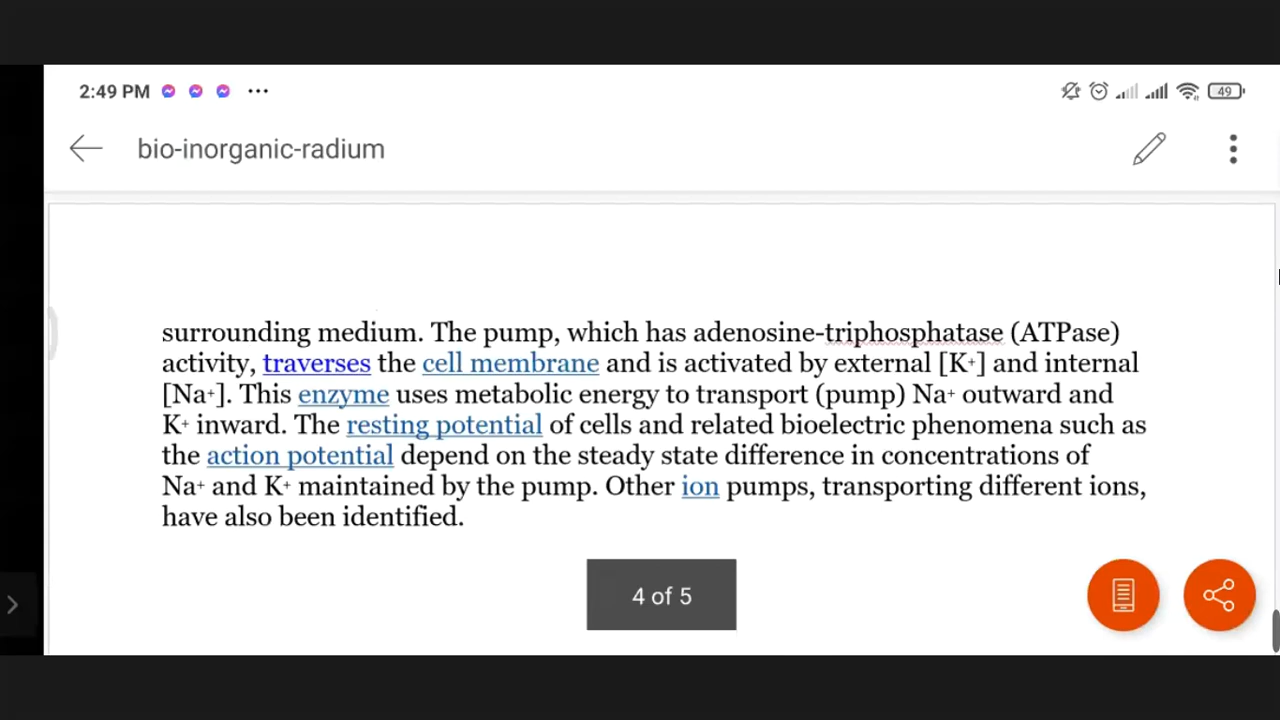 2:49 PM
49
bio-inorganic-radium
surrounding medium. The pump, which has adenosine-triphosphatase (ATPase)
activity, traverses the cell membrane and is activated by external [K⁺] and internal
[Na⁺]. This enzyme uses metabolic energy to transport (pump) Na⁺ outward and
K⁺ inward. The resting potential of cells and related bioelectric phenomena such as
the action potential depend on the steady state difference in concentrations of
Na⁺ and K⁺ maintained by the pump. Other ion pumps, transporting different ions,
have also been identified.
4 of 5